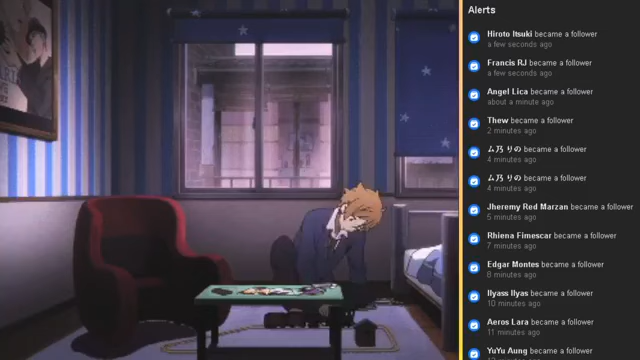 Alerts
Hiroto Itsuki became a follower
a few seconds ago
Francis RJ became a follower
a few seconds ago
Angel Lica became a follower
about a minute ago
Thew became a follower
2 minutes ago
ム乃 りの became a follower
4 minutes ago
ム乃 りの became a follower
4 minutes ago
Jheremy Red Marzan became a follower
5 minutes ago
Rhiena Fimescar became a follower
7 minutes ago
Edgar Montes became a follower
8 minutes ago
Ilyass Ilyas became a follower
10 minutes ago
Aeros Lara became a follower
11 minutes ago
YuYu Aung became a follower